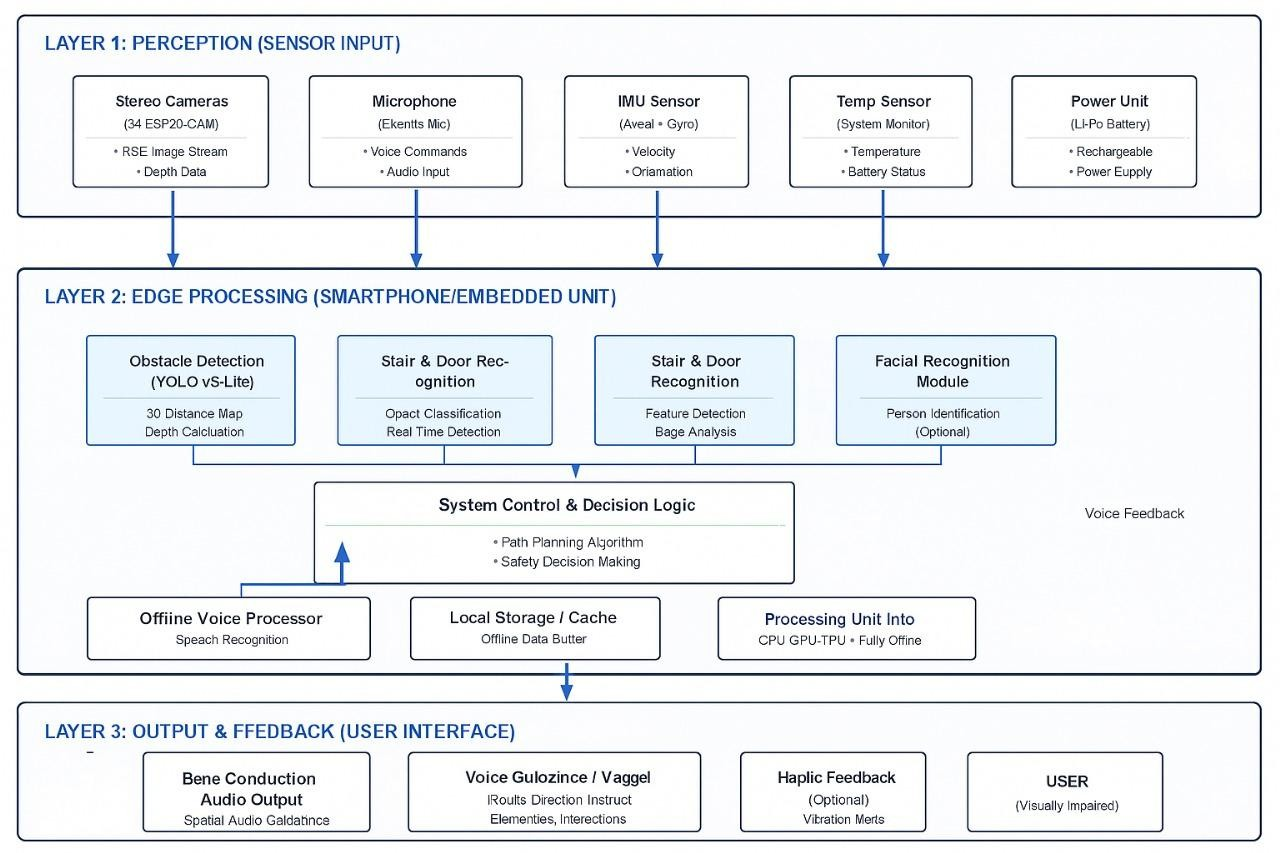 LAYER 1: PERCEPTION (SENSOR INPUT)
Stereo Cameras
(34 ESP20-CAM)
• RSE Image Stream
• Depth Data
Microphone
(Ekentts Mic)
• Voice Commands
• Audio Input
IMU Sensor
(Aveal • Gyro)
• Velocity
• Oriamation
Temp Sensor
(System Monitor)
• Temperature
• Battery Status
Power Unit
(LI-Po Battery)
• Rechargeable
• Power Eupply
LAYER 2: EDGE PROCESSING (SMARTPHONE/EMBEDDED UNIT)
Obstacle Detection
(YOLO vS-Lite)
30 Distance Map
Depth Calcluation
Stair & Door Rec-
ognition
Opact Classification
Real Time Detection
Stair & Door
Recognition
Feature Detection
Bage Analysis
Facial Recognition
Module
Person Identification
(Optional)
System Control & Decision Logic
• Path Planning Algorithm
• Safety Decision Making
Voice Feedback
Offiine Voice Processor
Speach Recognition
Local Storage / Cache
Offline Data Butter
Processing Unit Into
CPU GPU-TPU • Fully Offine
LAYER 3: OUTPUT & FFEDBACK (USER INTERFACE)
Bene Conduction
Audio Output
Spatial Audio Galdatince
Voice Gulozince / Vaggel
IRoults Direction Instruct
Elementies, Interections
Haplic Feedback
(Optional)
Vibration Merts
USER
(Visually Impaired)